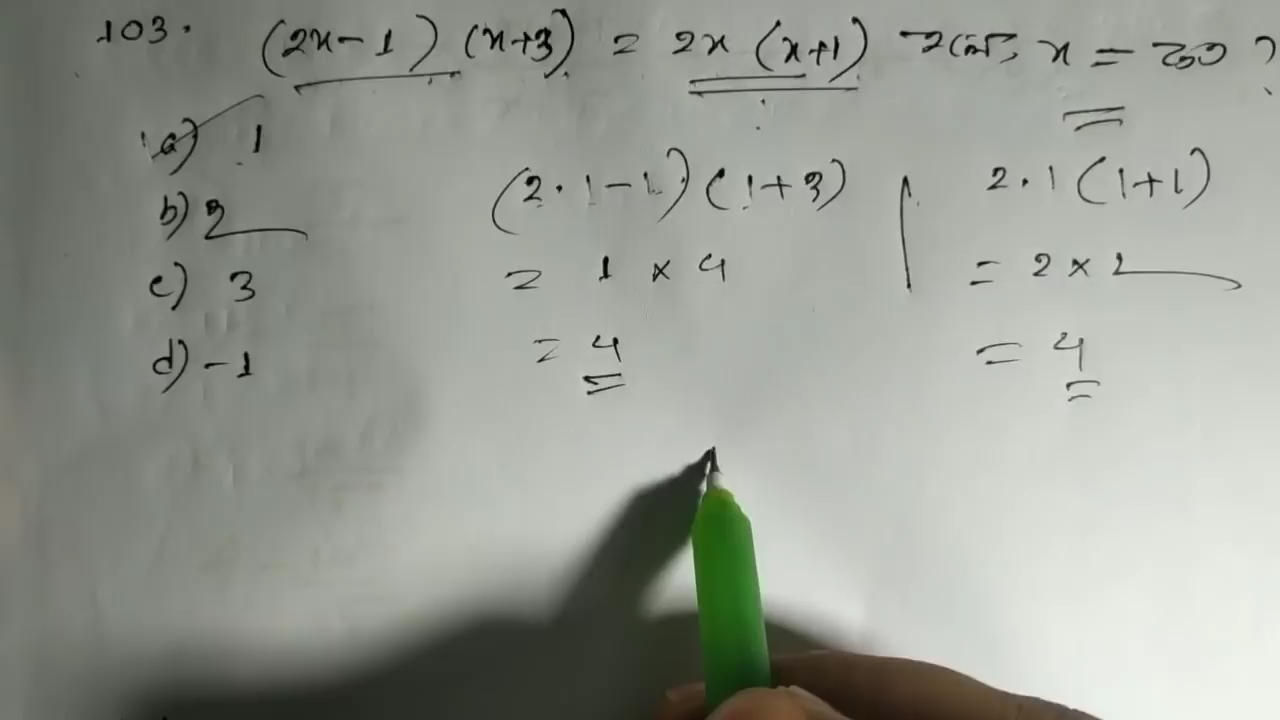 103. (2x-1) (x+3) = 2x (x+1) হলে, x = কত ?
a) 1
b) 2
c) 3
d) -1
(2.1-1) (1+3)
= 1 × 4
= 4
2.1 (1+1)
= 2 × 2
= 4